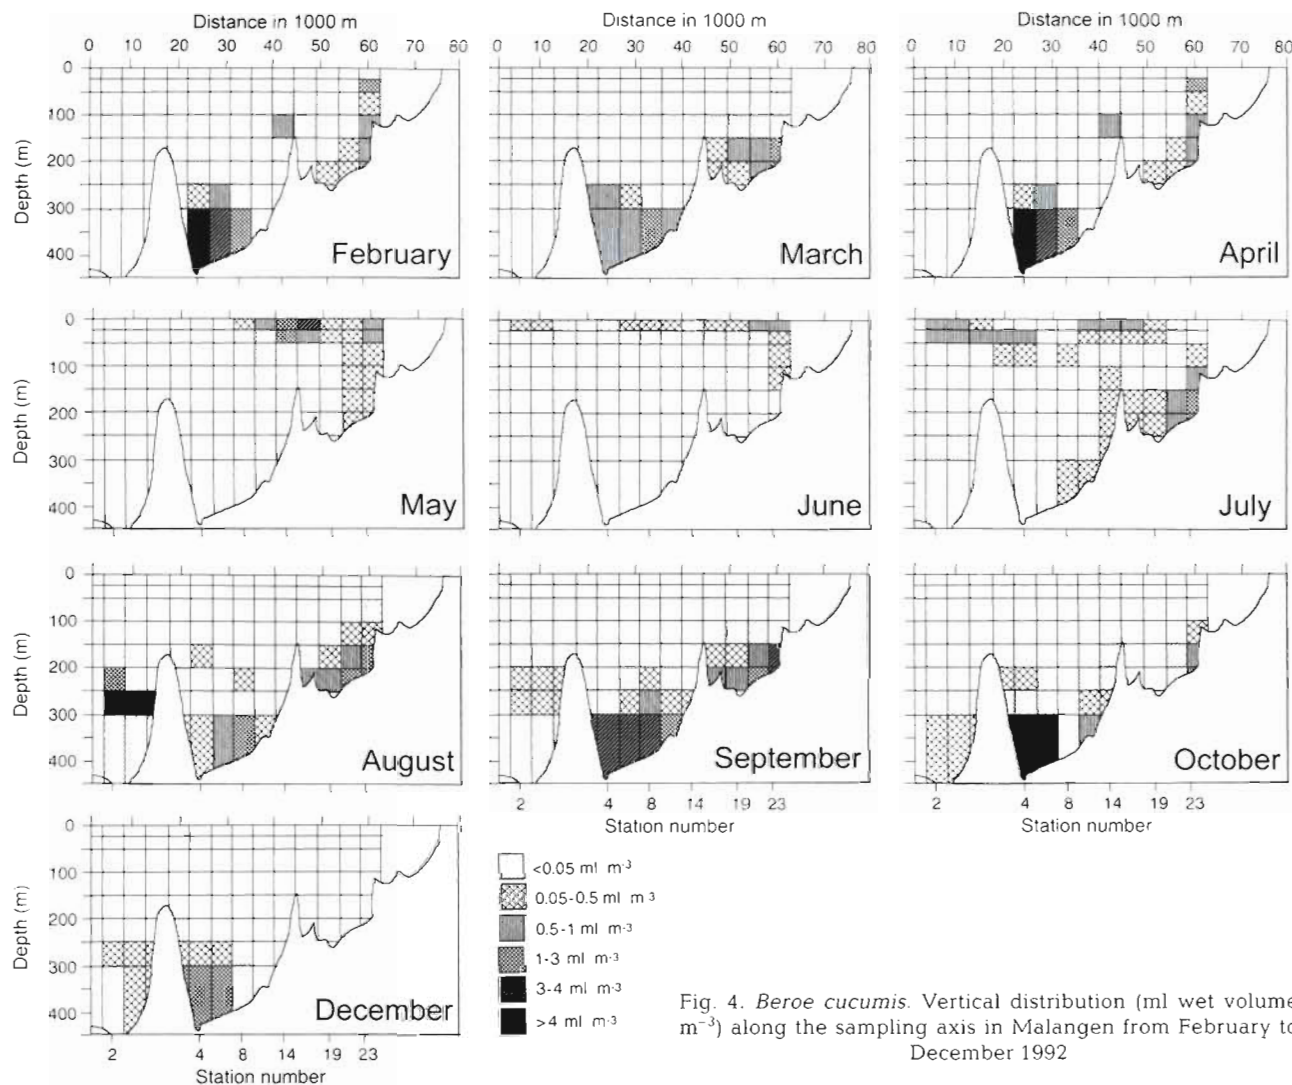 Distance in 1000 m Distance in 1000 m Distance in 1000 m
0 10 20 30 40 50 60 70 80 0 10 20 30 40 50 60 70 80 0 10 20 30 40 50 60 70 80
0
100
200
300
400
Depth (m)
February March April
0
100
200
300
400
Depth (m)
May June July
0
100
200
300
400
Depth (m)
August September October
2 4 8 14 19 23 2 4 8 14 19 23
Station number Station number
0
100
200
300
400
Depth (m)
December
2 4 8 14 19 23
Station number
<0.05 ml m-3
0.05-0.5 ml m-3
0.5-1 ml m-3
1-3 ml m-3
3-4 ml m-3
>4 ml m-3
Fig. 4. Beroe cucumis. Vertical distribution (ml wet volume
m−3) along the sampling axis in Malangen from February to
December 1992